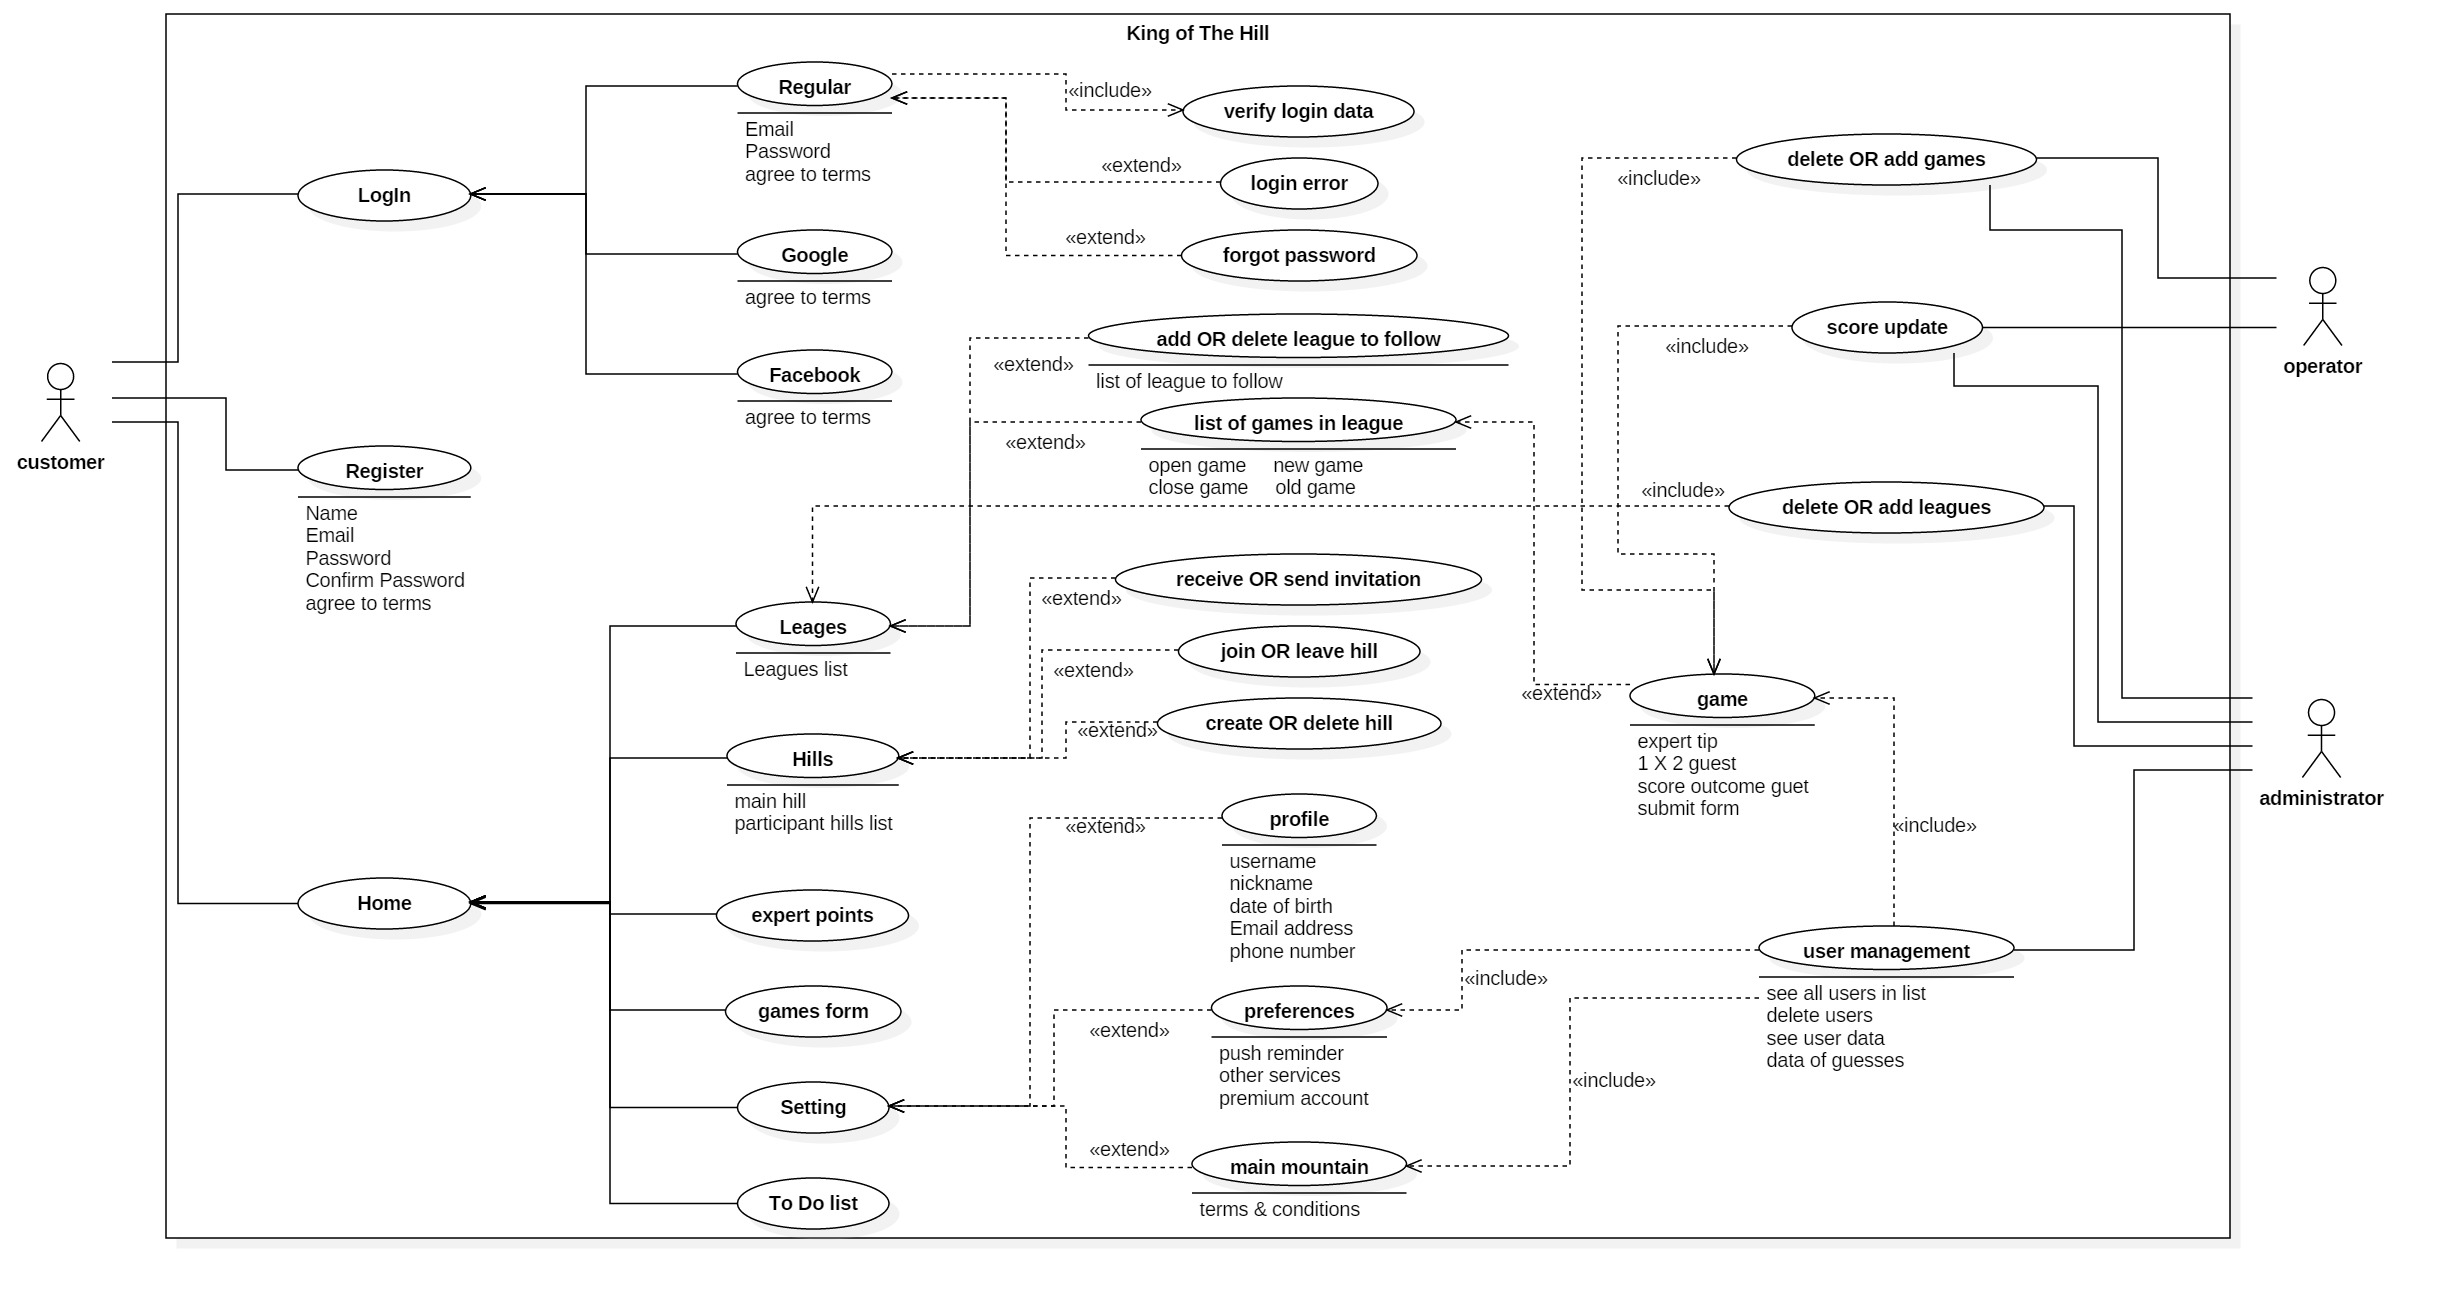 King of The Hill
customer
LogIn
Register
Name
Email
Password
Confirm Password
agree to terms
Home
Regular
Email
Password
agree to terms
Google
agree to terms
Facebook
agree to terms
Leages
Leagues list
Hills
main hill
participant hills list
expert points
games form
Setting
To Do list
«include»
verify login data
«extend»
login error
«extend»
forgot password
add OR delete league to follow
«extend»
list of league to follow
list of games in league
«extend»
open game new game
close game old game
receive OR send invitation
«extend»
join OR leave hill
«extend»
create OR delete hill
«extend»
profile
«extend»
username
nickname
date of birth
Email address
phone number
preferences
«extend»
push reminder
other services
premium account
«extend»
main mountain
terms & conditions
delete OR add games
«include»
score update
«include»
«include»
delete OR add leagues
«extend»
game
expert tip
1 X 2 guest
score outcome guet
submit form
«include»
user management
«include»
see all users in list
delete users
see user data
data of guesses
«include»
operator
administrator